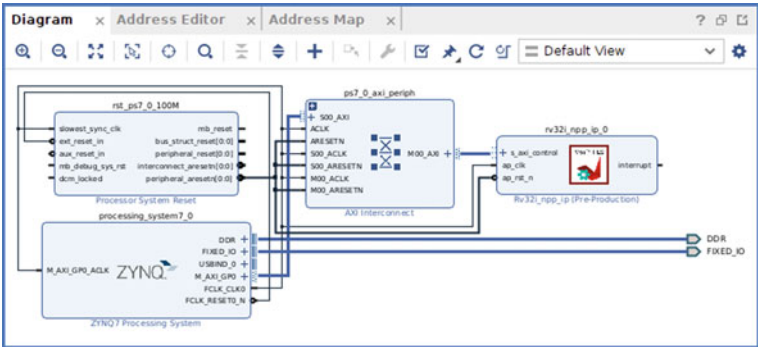 Diagram × Address Editor × Address Map × ? 
Default View
rst_ps7_0_100M
slowest_sync_clk mb_reset
ext_reset_in bus_struct_reset[0:0]
aux_reset_in peripheral_reset[0:0]
mb_debug_sys_rst interconnect_aresetn[0:0]
dcm_locked peripheral_aresetn[0:0]
Processor System Reset
ps7_0_axi_periph
S00_AXI
ACLK
ARESETN
S00_ACLK M00_AXI
S00_ARESETN
M00_ACLK
M00_ARESETN
AXI Interconnect
rv32i_npp_ip_0
s_axi_control
ap_clk interrupt
ap_rst_n
Rv32i_npp_ip (Pre-Production)
processing_system7_0
DDR
FIXED_IO
USBIND_0
M_AXI_GP0_ACLK ZYNQ M_AXI_GP0
FCLK_CLK0
FCLK_RESET0_N
ZYNQ7 Processing System
DDR
FIXED_IO